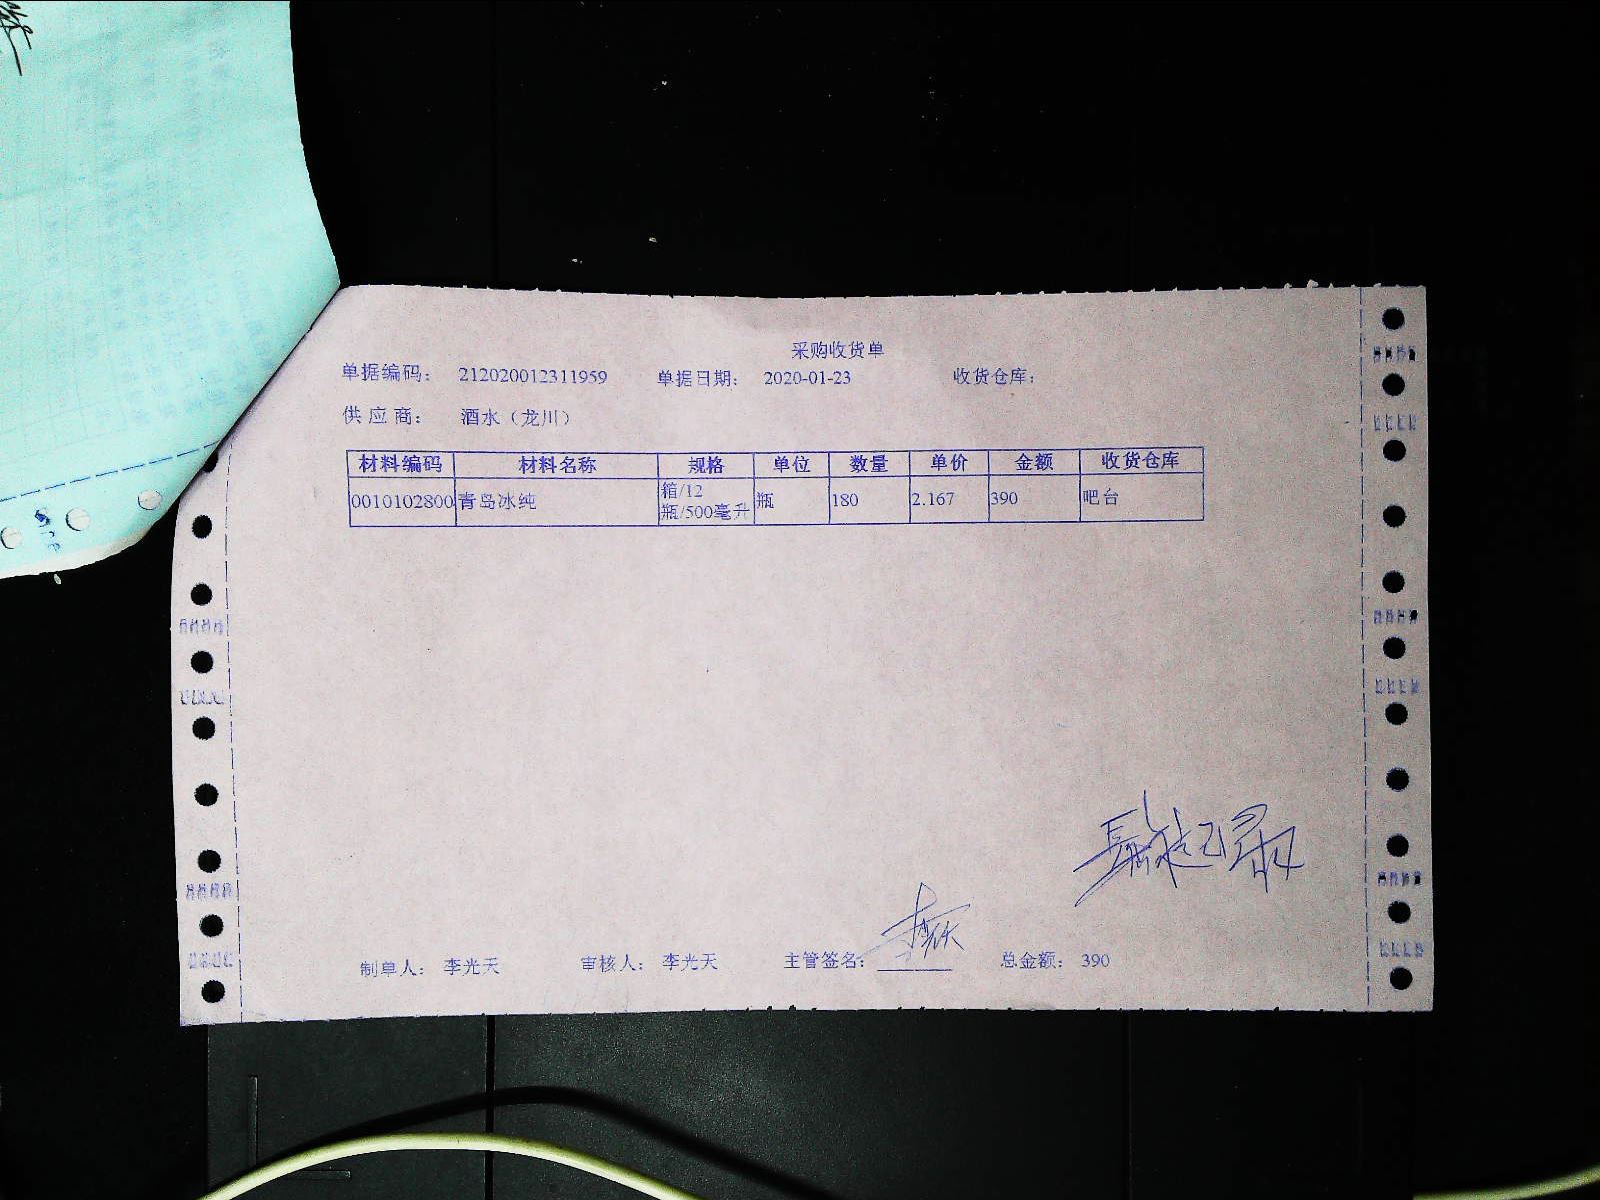 采购收货单
单据编码： 212020012311959 单据日期： 2020-01-23 收货仓库：
供应商： 酒水（龙川）
材料编码 材料名称 规格 单位 数量 单价 金额 收货仓库
0010102800 青岛冰纯 箱/12瓶/500毫升 瓶 180 2.167 390 吧台
制单人： 李光天 审核人： 李光天 主管签名： 总金额： 390